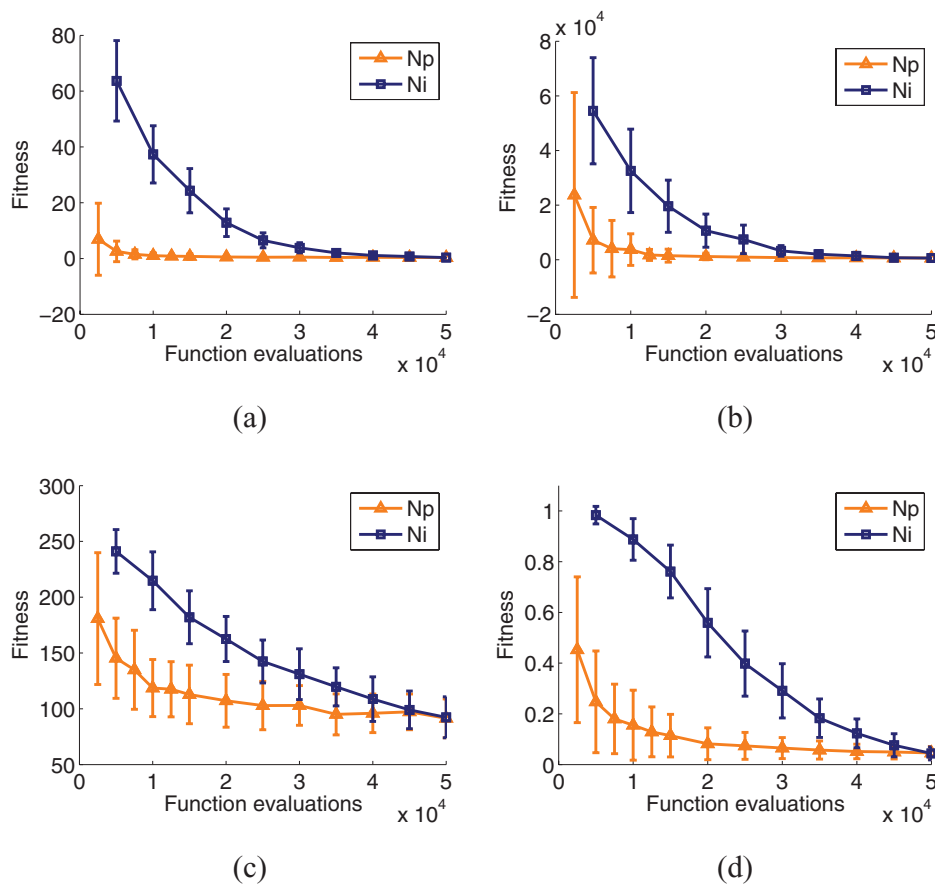 80
60
40
20
0
−20
Fitness
0
1
2
3
4
5
Function evaluations
x 10^4
Np
Ni
(a)
x 10^4
8
6
4
2
0
−2
Fitness
0
1
2
3
4
5
Function evaluations
x 10^4
Np
Ni
(b)
300
250
200
150
100
50
Fitness
0
1
2
3
4
5
Function evaluations
x 10^4
Np
Ni
(c)
1
0.8
0.6
0.4
0.2
0
Fitness
0
1
2
3
4
5
Function evaluations
x 10^4
Np
Ni
(d)